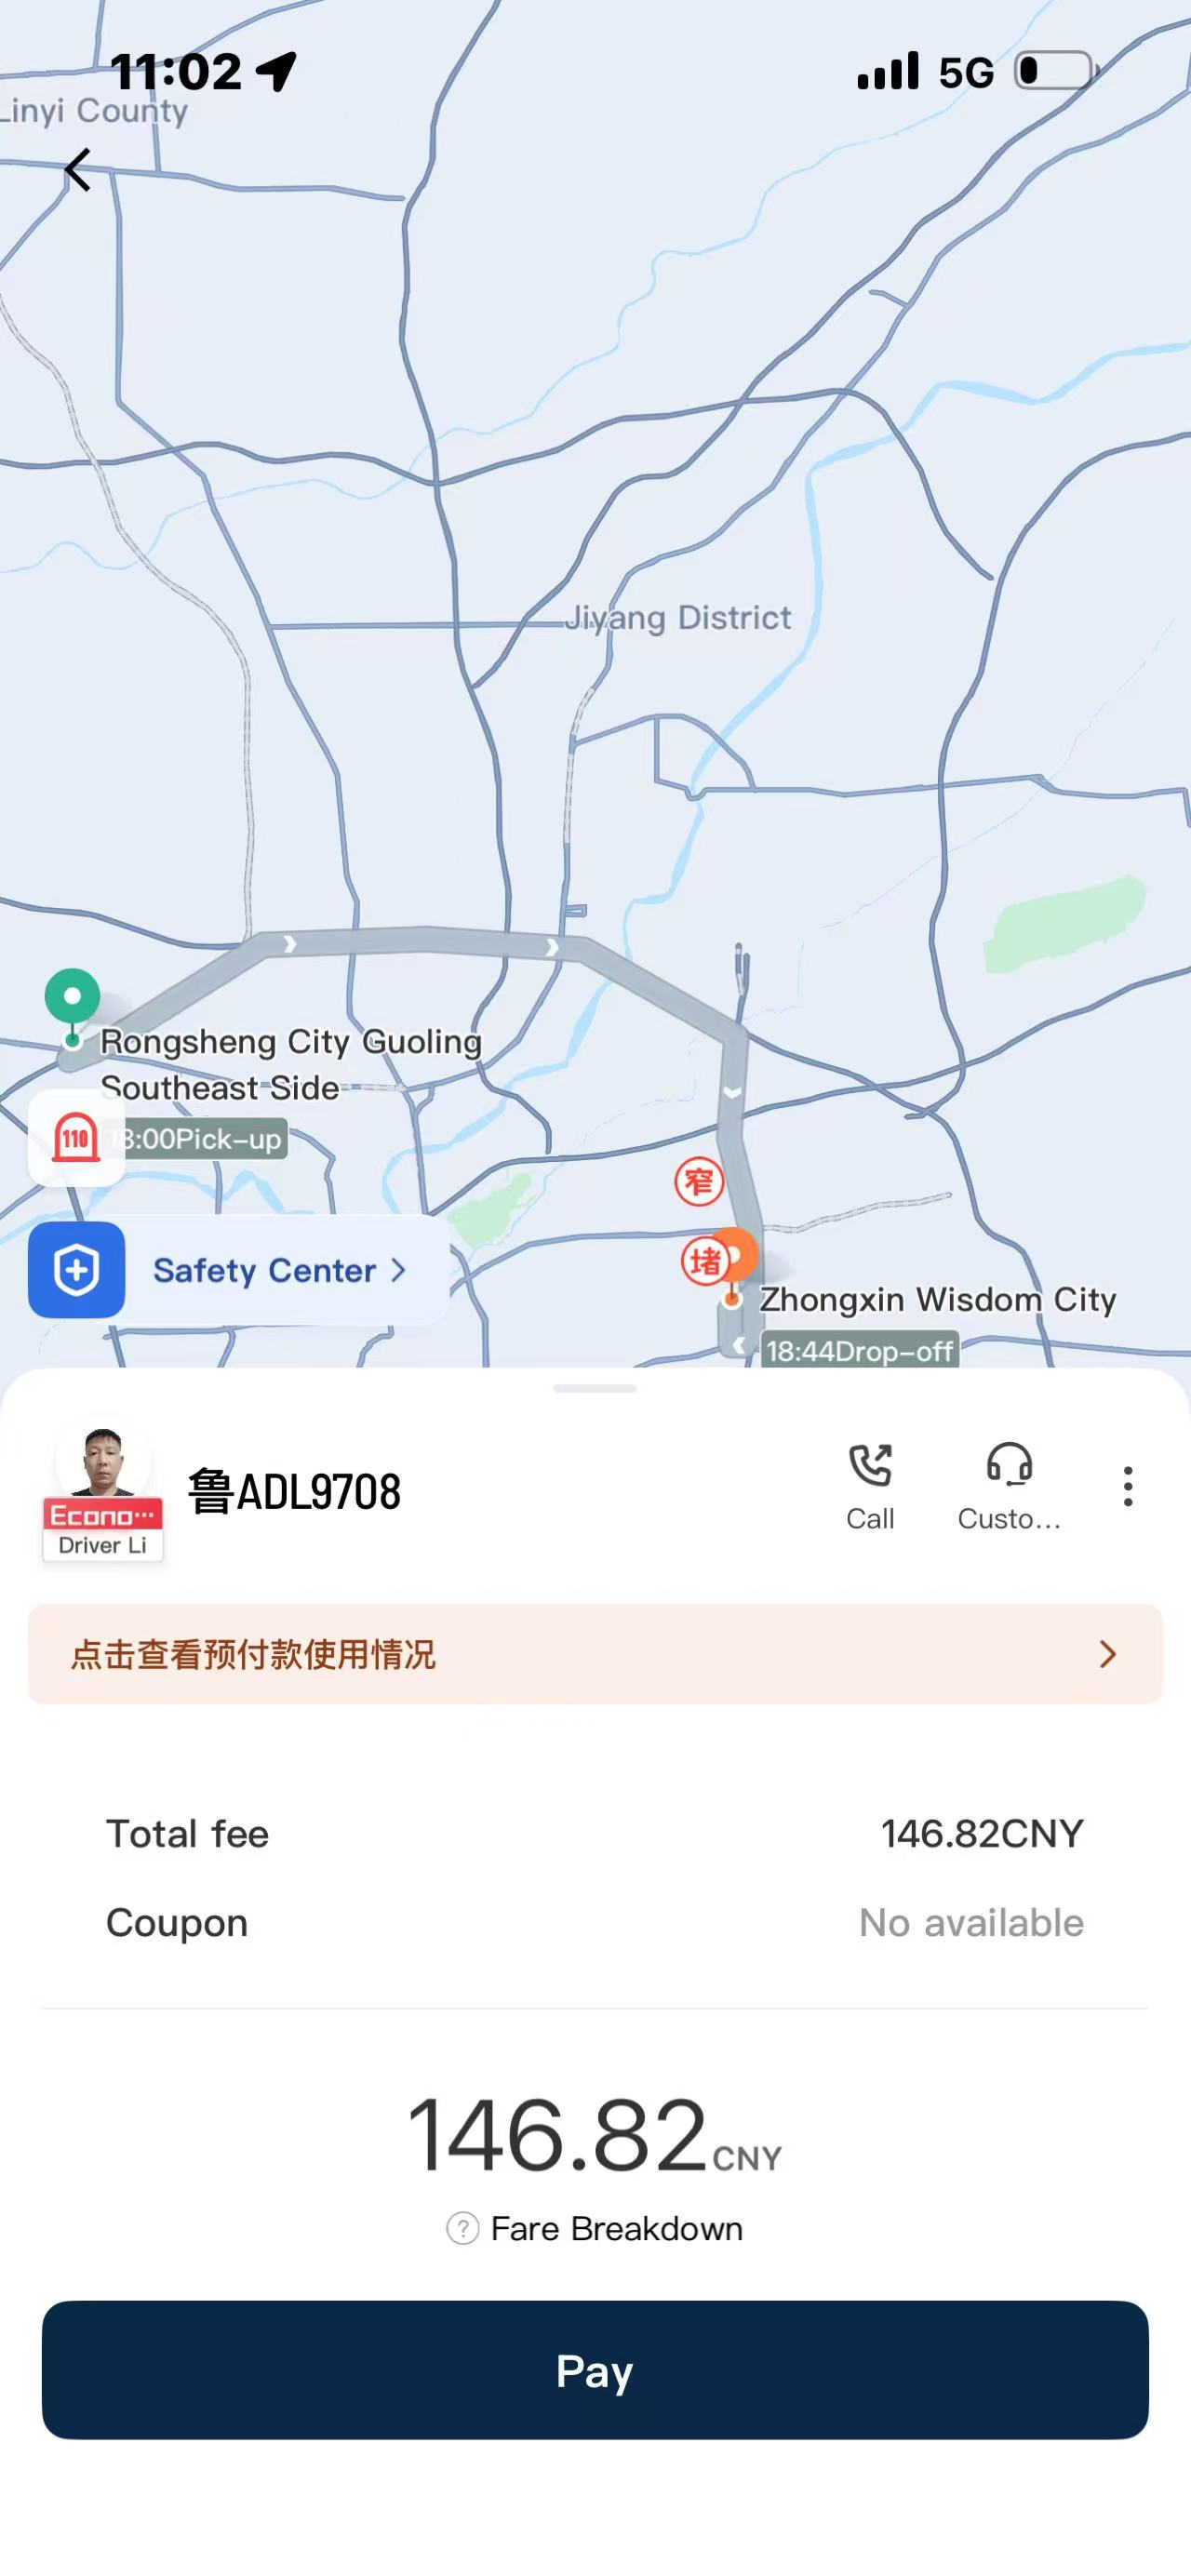 11:02
5G
Linyi County
Jiyang District
Rongsheng City Guoling
Southeast Side
110
8:00Pick-up
窄
堵
Safety Center
Zhongxin Wisdom City
18:44Drop-off
Econo...
Driver Li
鲁ADL9708
Call
Custo...
点击查看预付款使用情况
Total fee
146.82CNY
Coupon
No available
146.82CNY
? Fare Breakdown
Pay